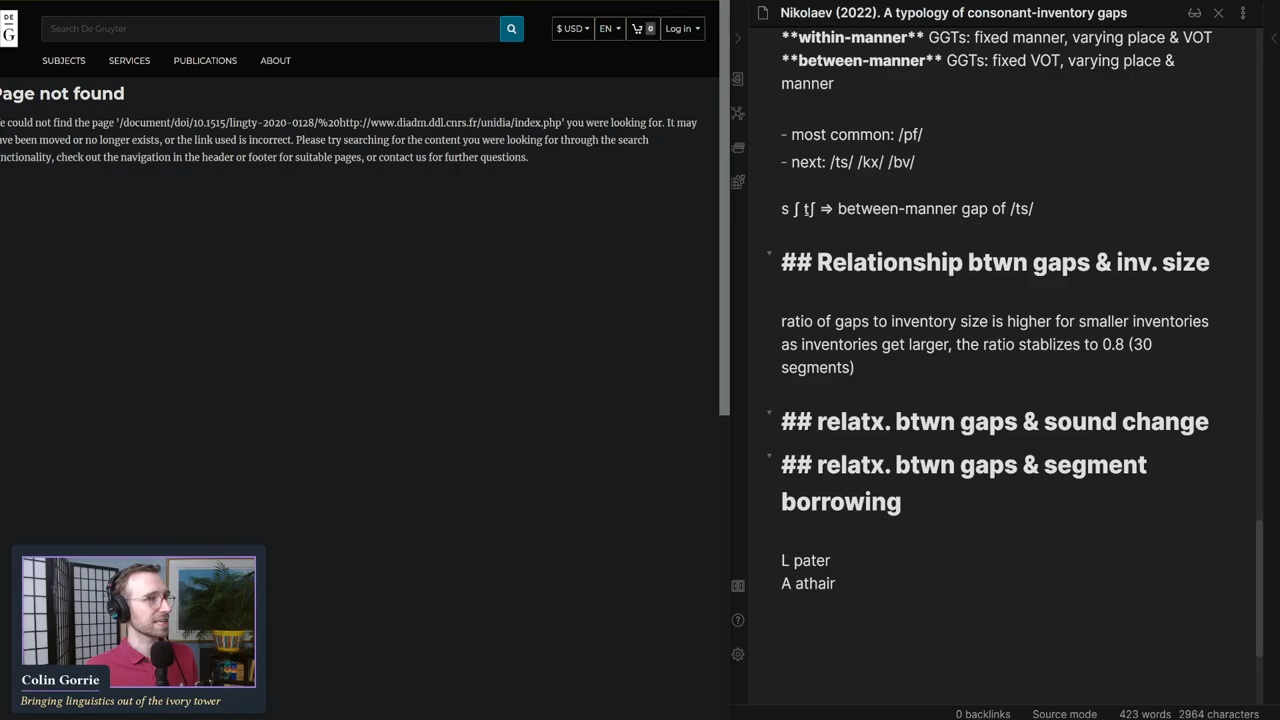 DE
G
Search De Gruyter
$ USD
EN
0
Log in
SUBJECTS
SERVICES
PUBLICATIONS
ABOUT
Page not found
e could not find the page '/document/doi/10.1515/lingty-2020-0128/%20http://www.diadm.ddl.cnrs.fr/unidia/index.php' you were looking for. It may
ave been moved or no longer exists, or the link used is incorrect. Please try searching for the content you were looking for through the search
nctionality, check out the navigation in the header or footer for suitable pages, or contact us for further questions.
Colin Gorrie
Bringing linguistics out of the ivory tower
Nikolaev (2022). A typology of consonant-inventory gaps
**within-manner** GGTs: fixed manner, varying place & VOT
**between-manner** GGTs: fixed VOT, varying place &
manner
- most common: /pf/
- next: /ts/ /kx/ /bv/
s ʃ t̠ʃ => between-manner gap of /ts/
## Relationship btwn gaps & inv. size
ratio of gaps to inventory size is higher for smaller inventories
as inventories get larger, the ratio stablizes to 0.8 (30
segments)
## relatx. btwn gaps & sound change
## relatx. btwn gaps & segment
borrowing
L pater
A athair
0 backlinks
Source mode
423 words
2964 characters